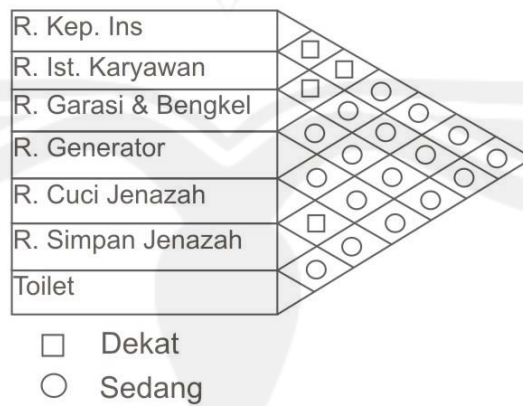 R. Kep. Ins
R. Ist. Karyawan
R. Garasi & Bengkel
R. Generator
R. Cuci Jenazah
R. Simpan Jenazah
Toilet
Dekat
Sedang